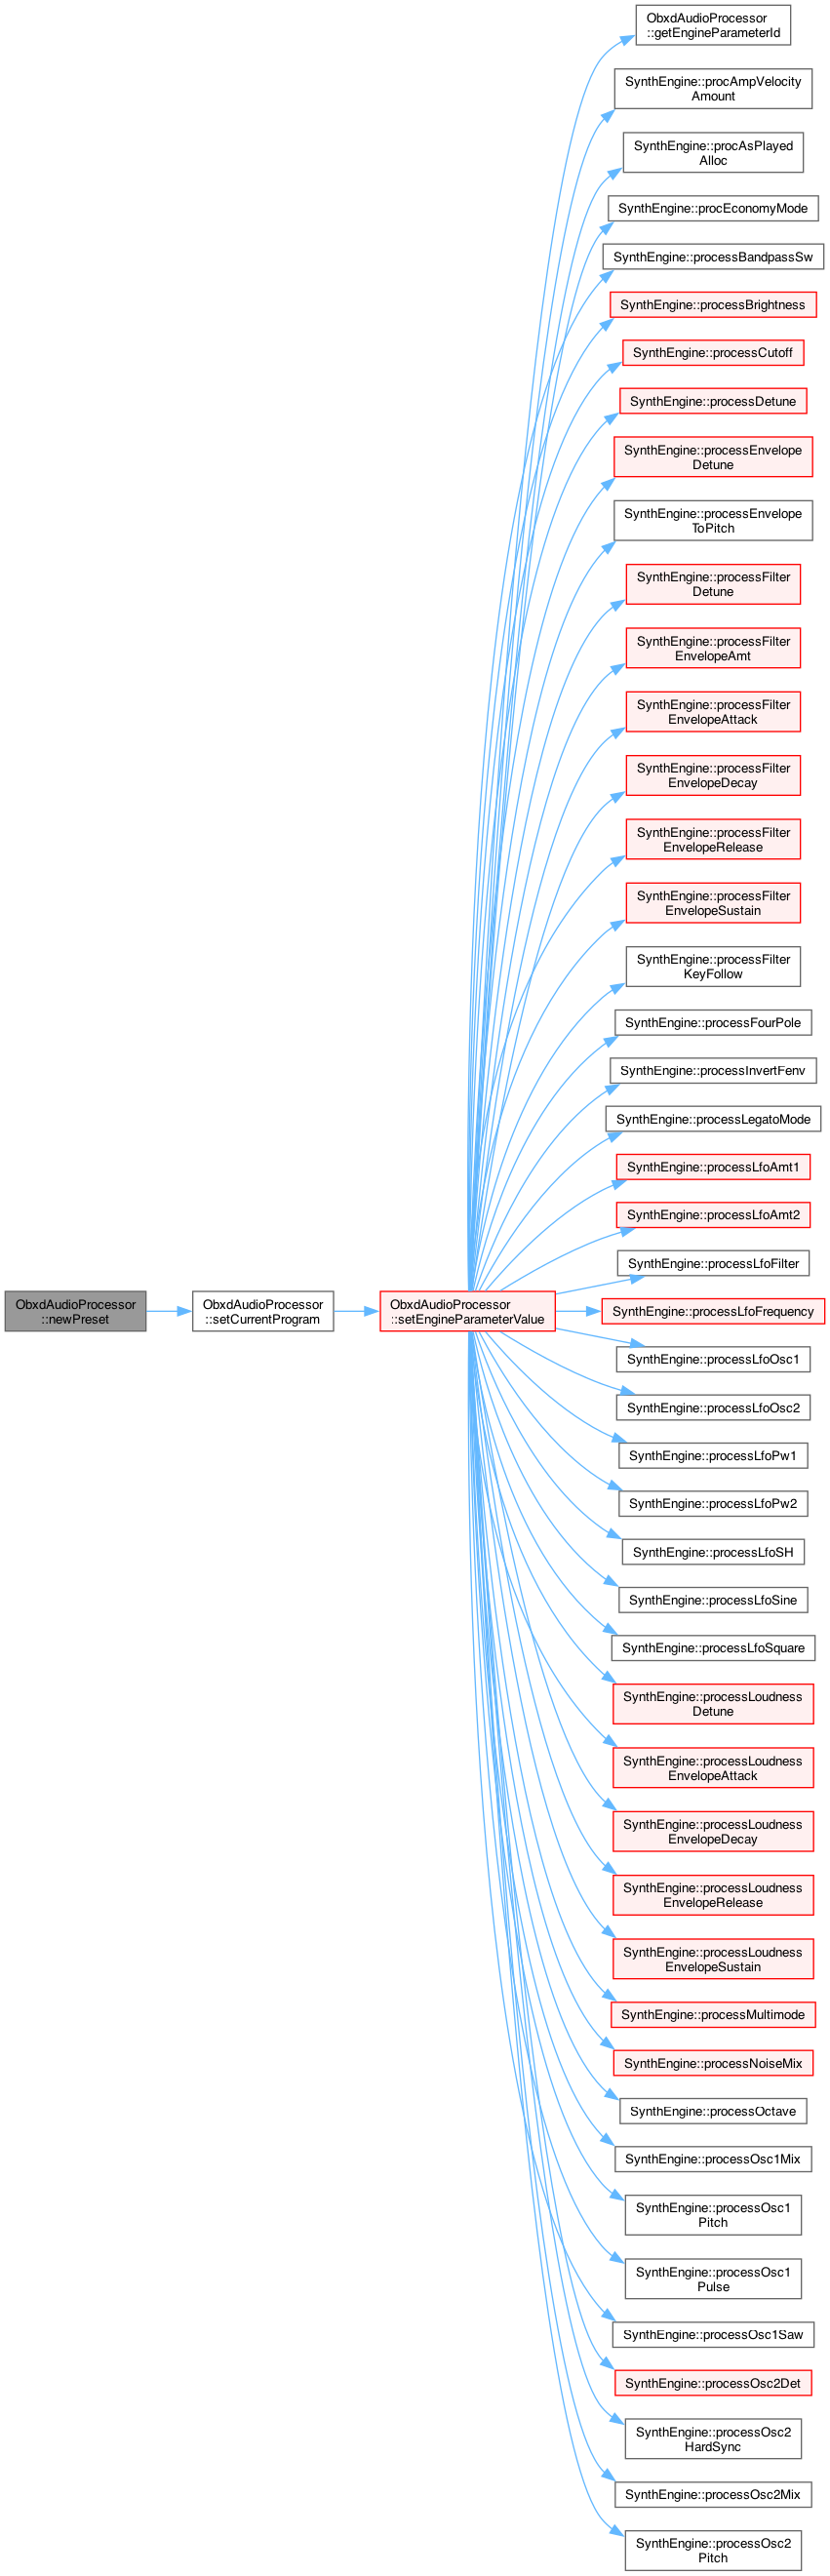 ObxdAudioProcessor
::newPreset
ObxdAudioProcessor
::setCurrentProgram
ObxdAudioProcessor
::setEngineParameterValue
ObxdAudioProcessor
::getEngineParameterId
SynthEngine::procAmpVelocity
Amount
SynthEngine::procAsPlayed
Alloc
SynthEngine::procEconomyMode
SynthEngine::processBandpassSw
SynthEngine::processBrightness
SynthEngine::processCutoff
SynthEngine::processDetune
SynthEngine::processEnvelope
Detune
SynthEngine::processEnvelope
ToPitch
SynthEngine::processFilter
Detune
SynthEngine::processFilter
EnvelopeAmt
SynthEngine::processFilter
EnvelopeAttack
SynthEngine::processFilter
EnvelopeDecay
SynthEngine::processFilter
EnvelopeRelease
SynthEngine::processFilter
EnvelopeSustain
SynthEngine::processFilter
KeyFollow
SynthEngine::processFourPole
SynthEngine::processInvertFenv
SynthEngine::processLegatoMode
SynthEngine::processLfoAmt1
SynthEngine::processLfoAmt2
SynthEngine::processLfoFilter
SynthEngine::processLfoFrequency
SynthEngine::processLfoOsc1
SynthEngine::processLfoOsc2
SynthEngine::processLfoPw1
SynthEngine::processLfoPw2
SynthEngine::processLfoSH
SynthEngine::processLfoSine
SynthEngine::processLfoSquare
SynthEngine::processLoudness
Detune
SynthEngine::processLoudness
EnvelopeAttack
SynthEngine::processLoudness
EnvelopeDecay
SynthEngine::processLoudness
EnvelopeRelease
SynthEngine::processLoudness
EnvelopeSustain
SynthEngine::processMultimode
SynthEngine::processNoiseMix
SynthEngine::processOctave
SynthEngine::processOsc1Mix
SynthEngine::processOsc1
Pitch
SynthEngine::processOsc1
Pulse
SynthEngine::processOsc1Saw
SynthEngine::processOsc2Det
SynthEngine::processOsc2
HardSync
SynthEngine::processOsc2Mix
SynthEngine::processOsc2
Pitch